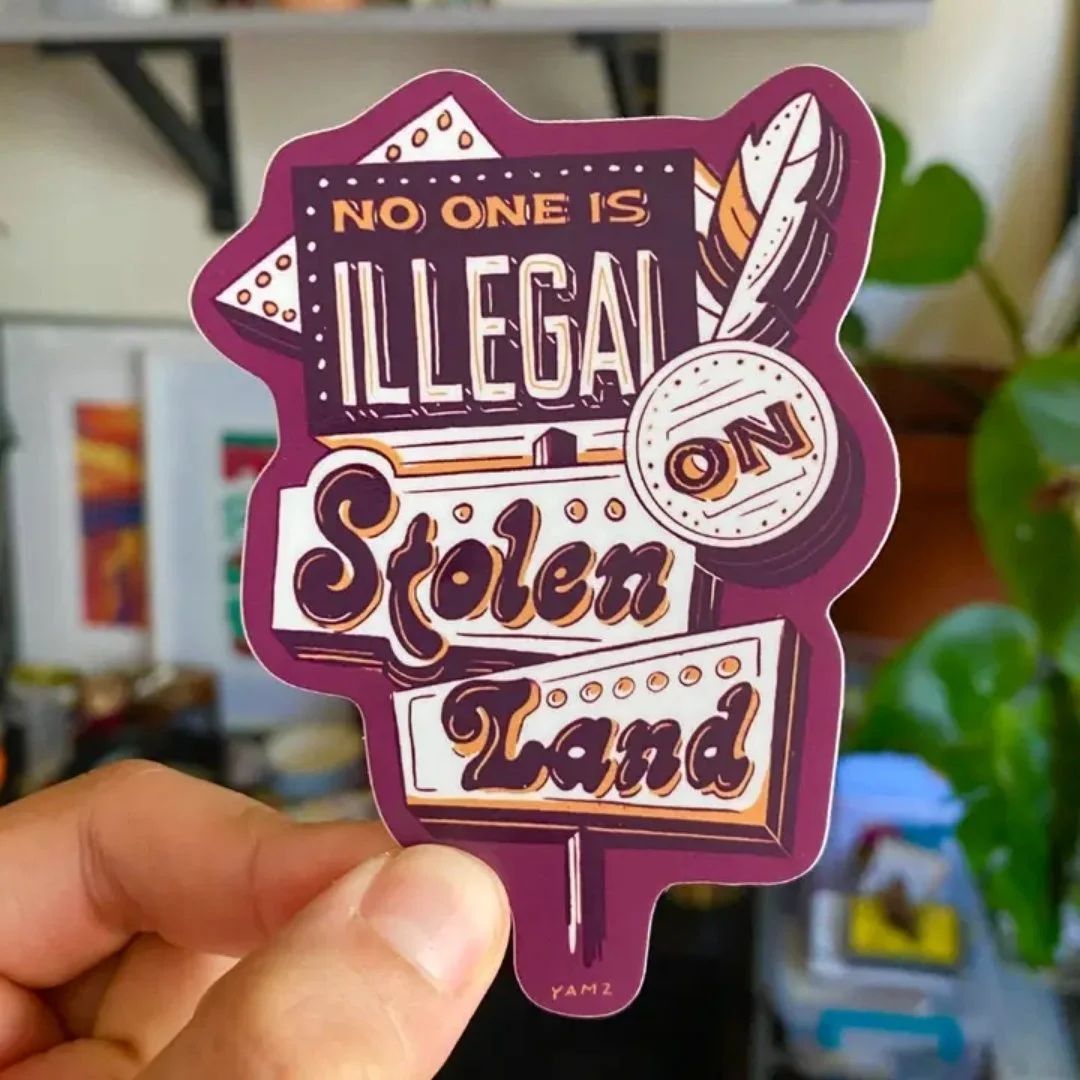 NO ONE IS
ILLEGAL
ON
Stolen
Land
YAMZ